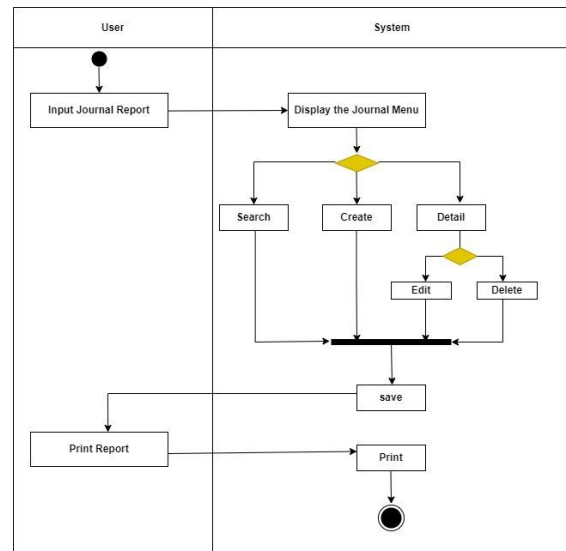 User
System
Input Journal Report
Display the Journal Menu
Search
Create
Detail
Edit
Delete
save
Print Report
Print